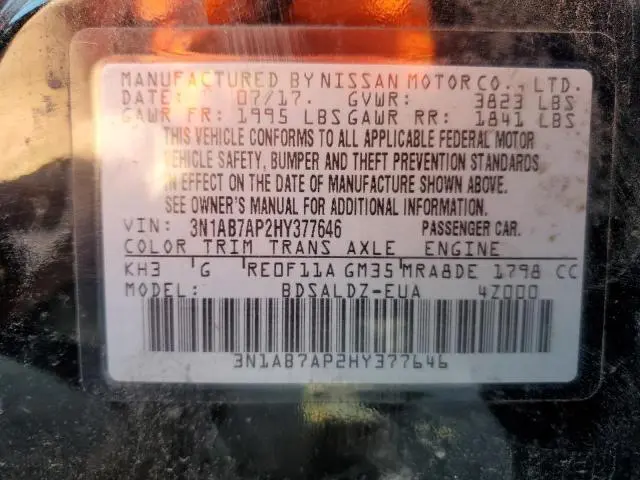 MANUFACTURED BY NISSAN MOTOR CO., LTD.
DATE: 07/17. GVWR: 3823 LBS
GAWR FR: 1995 LBS GAWR RR: 1841 LBS
THIS VEHICLE CONFORMS TO ALL APPLICABLE FEDERAL MOTOR
VEHICLE SAFETY, BUMPER AND THEFT PREVENTION STANDARDS
IN EFFECT ON THE DATE OF MANUFACTURE SHOWN ABOVE.
SEE OWNER'S MANUAL FOR ADDITIONAL INFORMATION.
VIN: 3N1AB7AP2HY377646 PASSENGER CAR.
COLOR TRIM TRANS AXLE ENGINE
KH3 G RE0F11A GM35 MRA8DE 1798 CC
MODEL: BDSALDZ-EUA 4Z000
3N1AB7AP2HY377646